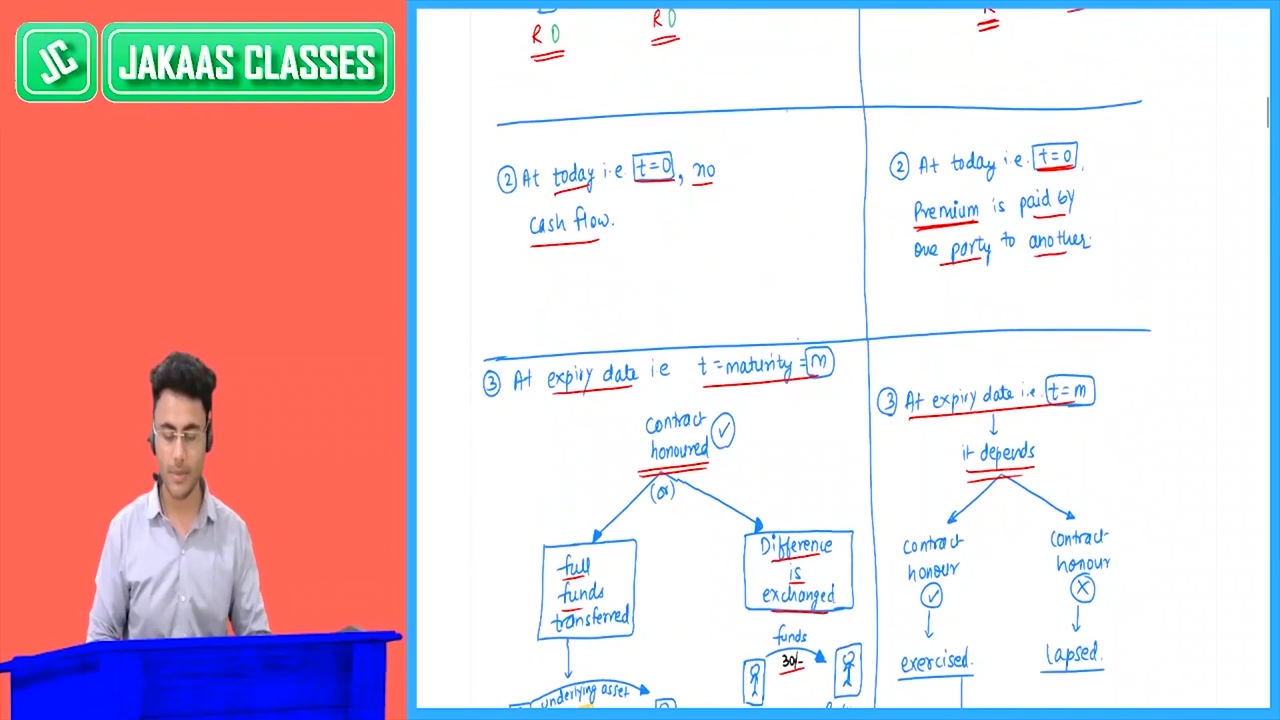 JC
JAKAAS CLASSES
R O
R O
R
② At today i.e t=0, no
cash flow.
② At today i.e. t=0,
Premium is paid by
one party to another.
③ At expiry date i.e t=maturity=m
contract
honoured ✓
(or)
full
funds
transferred
Difference
is
exchanged
underlying asset
funds
30/-
③ At expiry date i.e. t=m
it depends
contract
honour
✓
exercised.
contract
honour
X
lapsed.